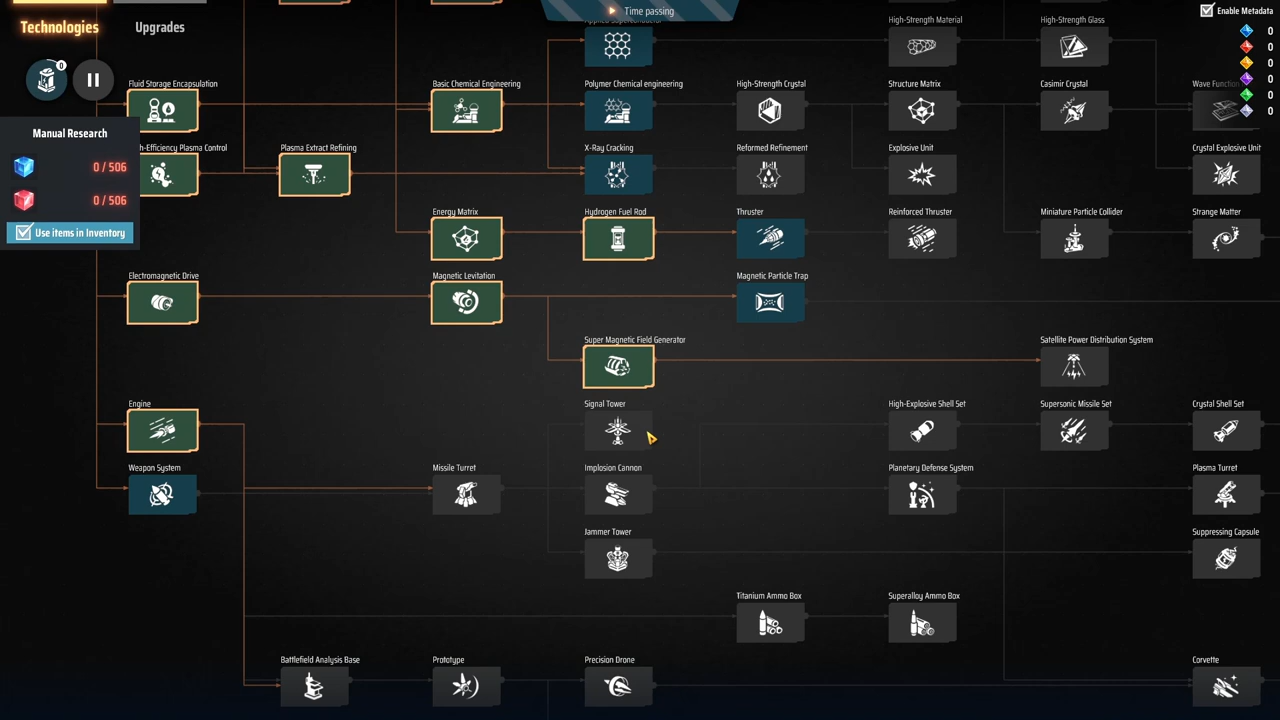 Technologies
Upgrades
Time passing
Enable Metadata
0
0
0
0
0
0
0
Manual Research
0 / 506
0 / 506
Use items in Inventory
High-Strength Material
High-Strength Glass
Fluid Storage Encapsulation
Basic Chemical Engineering
Polymer Chemical engineering
High-Strength Crystal
Structure Matrix
Casimir Crystal
Wave Func
Plasma Control
Plasma Extract Refining
X-Ray Cracking
Reformed Refinement
Explosive Unit
Crystal Explosive Unit
Energy Matrix
Hydrogen Fuel Rod
Thruster
Reinforced Thruster
Miniature Particle Collider
Strange Matter
Electromagnetic Drive
Magnetic Levitation
Magnetic Particle Trap
Super Magnetic Field Generator
Satellite Power Distribution System
Engine
Signal Tower
High-Explosive Shell Set
Supersonic Missile Set
Crystal Shell Set
Weapon System
Missile Turret
Implosion Cannon
Planetary Defense System
Plasma Turret
Jammer Tower
Suppressing Capsule
Titanium Ammo Box
Superalloy Ammo Box
Battlefield Analysis Base
Prototype
Precision Drone
Corvette